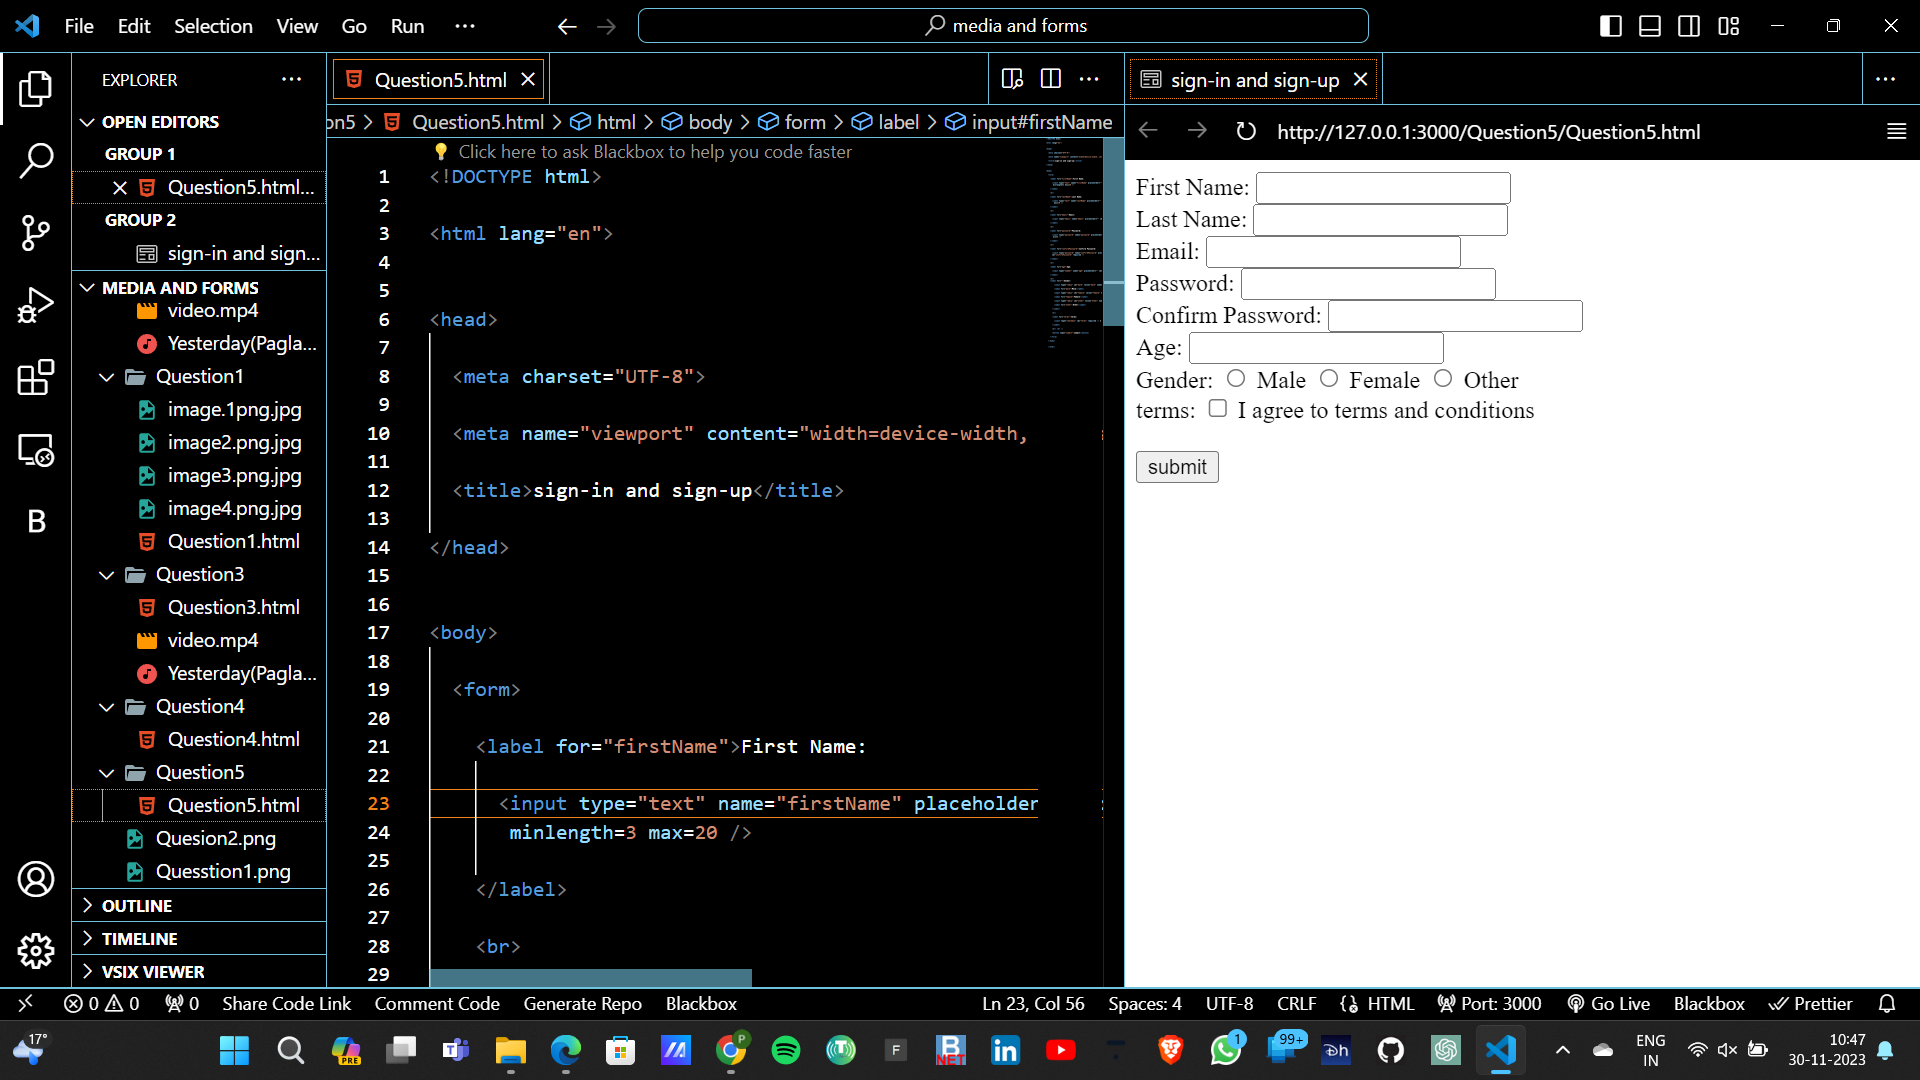 File Edit Selection View Go Run ··· media and forms
EXPLORER ···
OPEN EDITORS
GROUP 1
Question5.html...
GROUP 2
sign-in and sign...
MEDIA AND FORMS
video.mp4
Yesterday(Pagla...
Question1
image.1png.jpg
image2.png.jpg
image3.png.jpg
image4.png.jpg
Question1.html
Question3
Question3.html
video.mp4
Yesterday(Pagla...
Question4
Question4.html
Question5
Question5.html
Quesion2.png
Quesstion1.png
OUTLINE
TIMELINE
VSIX VIEWER
Question5.html
on5 > Question5.html > html > body > form > label > input#firstName
Click here to ask Blackbox to help you code faster
1 <!DOCTYPE html>
2
3 <html lang="en">
4
5
6 <head>
7
8 <meta charset="UTF-8">
9
10 <meta name="viewport" content="width=device-width,
11
12 <title>sign-in and sign-up</title>
13
14 </head>
15
16
17 <body>
18
19 <form>
20
21 <label for="firstName">First Name:
22
23 <input type="text" name="firstName" placeholder
24 minlength=3 max=20 />
25
26 </label>
27
28 <br>
29
sign-in and sign-up
http://127.0.0.1:3000/Question5/Question5.html
First Name:
Last Name:
Email:
Password:
Confirm Password:
Age:
Gender: Male Female Other
terms: I agree to terms and conditions
submit
0 0 0 Share Code Link Comment Code Generate Repo Blackbox Ln 23, Col 56 Spaces: 4 UTF-8 CRLF HTML Port: 3000 Go Live Blackbox Prettier
17° PRE P F B.NET in 1 99+ Dh ENG IN 10:47 30-11-2023